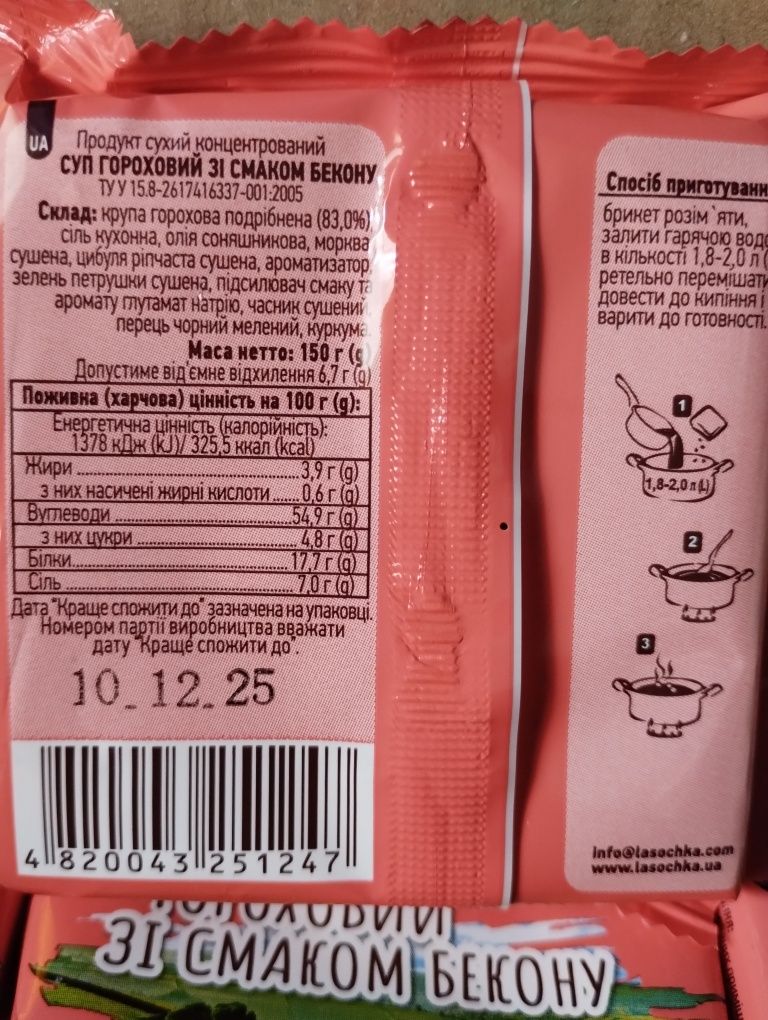 UA
Продукт сухий концентрований
СУП ГОРОХОВИЙ ЗІ СМАКОМ БЕКОНУ
ТУ У 15.8-2617416337-001:2005
Склад: крупа горохова подрібнена (83,0%)
сіль кухонна, олія соняшникова, морква
сушена, цибуля ріпчаста сушена, ароматизатор,
зелень петрушки сушена, підсилювач смаку та
аромату глутамат натрію, часник сушений,
перець чорний мелений, куркума.
Маса нетто: 150 г (g)
Допустиме від`ємне відхилення 6,7 г (g)
Поживна (харчова) цінність на 100 г (g):
Енергетична цінність (калорійність):
1378 кДж (kJ)/ 325,5 ккал (kcal)
Жири 3,9 г (g)
з них насичені жирні кислоти 0,6 г (g)
Вуглеводи 54,9 г (g)
з них цукри 4,8 г (g)
Білки 17,7 г (g)
Сіль 7,0 г (g)
Дата "Краще спожити до" зазначена на упаковці.
Номером партії виробництва вважати
дату "Краще спожити до".
10.12.25
4 820043 251247
Спосіб приготуванн
брикет розім`яти,
залити гарячою водо
в кількості 1,8-2,0 л (
ретельно перемішати
довести до кипіння і
варити до готовності.
1
1,8-2,0 л (L)
2
3
info@lasochka.com
www.lasochka.ua
ГОРОХОВИЙ
ЗІ СМАКОМ БЕКОНУ